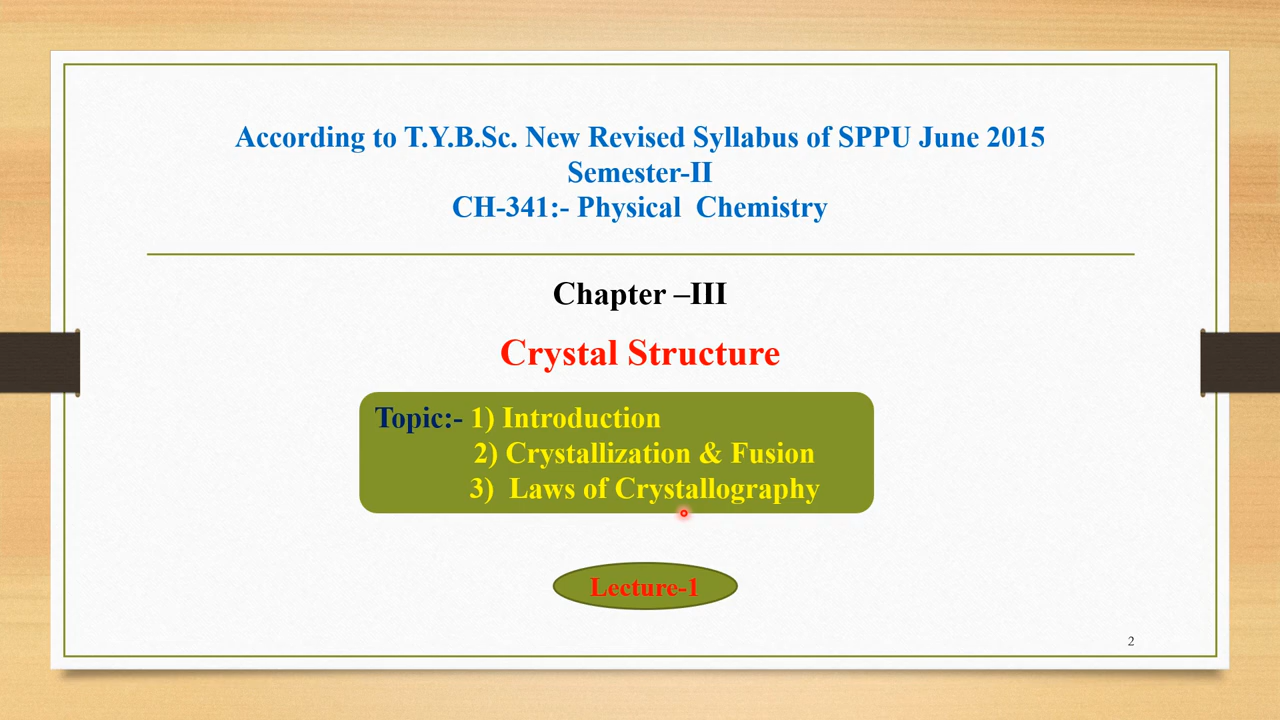 According to T.Y.B.Sc. New Revised Syllabus of SPPU June 2015
Semester-II
CH-341:- Physical Chemistry
Chapter –III
Crystal Structure
Topic:- 1) Introduction
2) Crystallization & Fusion
3) Laws of Crystallography
Lecture-1
2